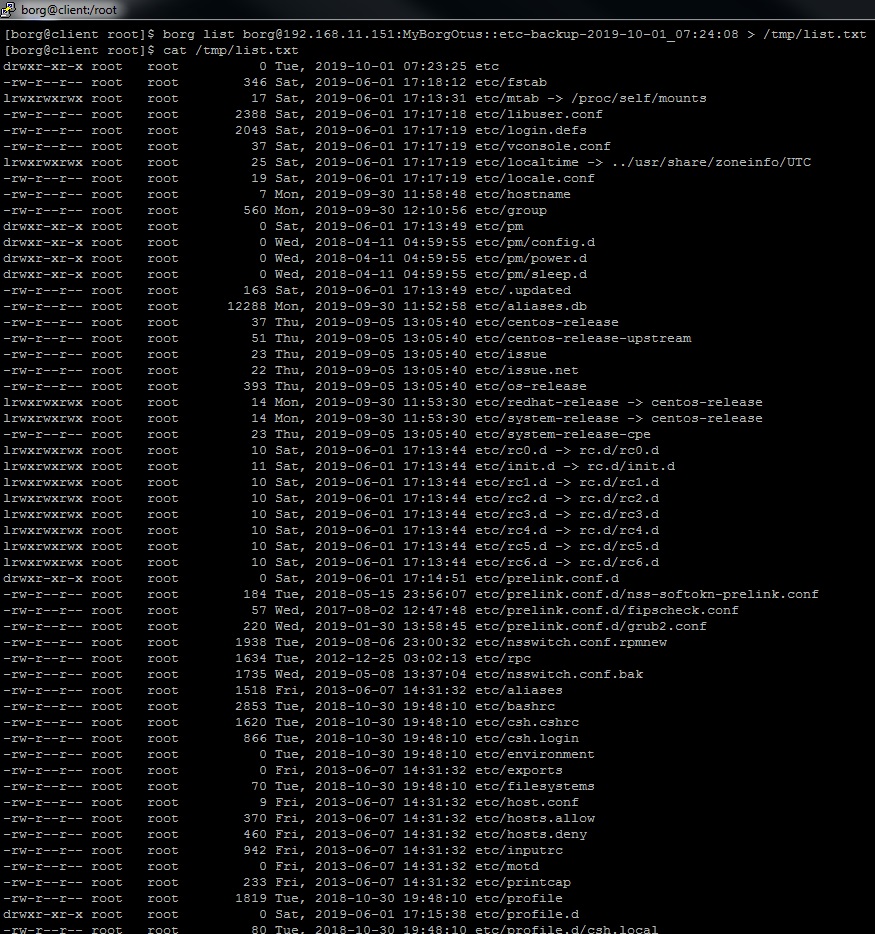 borg@client:/root
[borg@client root]$ borg list borg@192.168.11.151:MyBorgOtus::etc-backup-2019-10-01_07:24:08 > /tmp/list.txt
[borg@client root]$ cat /tmp/list.txt
drwxr-xr-x root   root          0 Tue, 2019-10-01 07:23:25 etc
-rw-r--r-- root   root        346 Sat, 2019-06-01 17:18:12 etc/fstab
lrwxrwxrwx root   root         17 Sat, 2019-06-01 17:13:31 etc/mtab -> /proc/self/mounts
-rw-r--r-- root   root       2388 Sat, 2019-06-01 17:17:18 etc/libuser.conf
-rw-r--r-- root   root       2043 Sat, 2019-06-01 17:17:19 etc/login.defs
-rw-r--r-- root   root         37 Sat, 2019-06-01 17:17:19 etc/vconsole.conf
lrwxrwxrwx root   root         25 Sat, 2019-06-01 17:17:19 etc/localtime -> ../usr/share/zoneinfo/UTC
-rw-r--r-- root   root         19 Sat, 2019-06-01 17:17:19 etc/locale.conf
-rw-r--r-- root   root          7 Mon, 2019-09-30 11:58:48 etc/hostname
-rw-r--r-- root   root        560 Mon, 2019-09-30 12:10:56 etc/group
drwxr-xr-x root   root          0 Sat, 2019-06-01 17:13:49 etc/pm
drwxr-xr-x root   root          0 Wed, 2018-04-11 04:59:55 etc/pm/config.d
drwxr-xr-x root   root          0 Wed, 2018-04-11 04:59:55 etc/pm/power.d
drwxr-xr-x root   root          0 Wed, 2018-04-11 04:59:55 etc/pm/sleep.d
-rw-r--r-- root   root        163 Sat, 2019-06-01 17:13:49 etc/.updated
-rw-r--r-- root   root      12288 Mon, 2019-09-30 11:52:58 etc/aliases.db
-rw-r--r-- root   root         37 Thu, 2019-09-05 13:05:40 etc/centos-release
-rw-r--r-- root   root         51 Thu, 2019-09-05 13:05:40 etc/centos-release-upstream
-rw-r--r-- root   root         23 Thu, 2019-09-05 13:05:40 etc/issue
-rw-r--r-- root   root         22 Thu, 2019-09-05 13:05:40 etc/issue.net
-rw-r--r-- root   root        393 Thu, 2019-09-05 13:05:40 etc/os-release
lrwxrwxrwx root   root         14 Mon, 2019-09-30 11:53:30 etc/redhat-release -> centos-release
lrwxrwxrwx root   root         14 Mon, 2019-09-30 11:53:30 etc/system-release -> centos-release
-rw-r--r-- root   root         23 Thu, 2019-09-05 13:05:40 etc/system-release-cpe
lrwxrwxrwx root   root         10 Sat, 2019-06-01 17:13:44 etc/rc0.d -> rc.d/rc0.d
lrwxrwxrwx root   root         11 Sat, 2019-06-01 17:13:44 etc/init.d -> rc.d/init.d
lrwxrwxrwx root   root         10 Sat, 2019-06-01 17:13:44 etc/rc1.d -> rc.d/rc1.d
lrwxrwxrwx root   root         10 Sat, 2019-06-01 17:13:44 etc/rc2.d -> rc.d/rc2.d
lrwxrwxrwx root   root         10 Sat, 2019-06-01 17:13:44 etc/rc3.d -> rc.d/rc3.d
lrwxrwxrwx root   root         10 Sat, 2019-06-01 17:13:44 etc/rc4.d -> rc.d/rc4.d
lrwxrwxrwx root   root         10 Sat, 2019-06-01 17:13:44 etc/rc5.d -> rc.d/rc5.d
lrwxrwxrwx root   root         10 Sat, 2019-06-01 17:13:44 etc/rc6.d -> rc.d/rc6.d
drwxr-xr-x root   root          0 Sat, 2019-06-01 17:14:51 etc/prelink.conf.d
-rw-r--r-- root   root        184 Tue, 2018-05-15 23:56:07 etc/prelink.conf.d/nss-softokn-prelink.conf
-rw-r--r-- root   root         57 Wed, 2017-08-02 12:47:48 etc/prelink.conf.d/fipscheck.conf
-rw-r--r-- root   root        220 Wed, 2019-01-30 13:58:45 etc/prelink.conf.d/grub2.conf
-rw-r--r-- root   root       1938 Tue, 2019-08-06 23:00:32 etc/nsswitch.conf.rpmnew
-rw-r--r-- root   root       1634 Tue, 2012-12-25 03:02:13 etc/rpc
-rw-r--r-- root   root       1735 Wed, 2019-05-08 13:37:04 etc/nsswitch.conf.bak
-rw-r--r-- root   root       1518 Fri, 2013-06-07 14:31:32 etc/aliases
-rw-r--r-- root   root       2853 Tue, 2018-10-30 19:48:10 etc/bashrc
-rw-r--r-- root   root       1620 Tue, 2018-10-30 19:48:10 etc/csh.cshrc
-rw-r--r-- root   root        866 Tue, 2018-10-30 19:48:10 etc/csh.login
-rw-r--r-- root   root          0 Tue, 2018-10-30 19:48:10 etc/environment
-rw-r--r-- root   root          0 Fri, 2013-06-07 14:31:32 etc/exports
-rw-r--r-- root   root         70 Tue, 2018-10-30 19:48:10 etc/filesystems
-rw-r--r-- root   root          9 Fri, 2013-06-07 14:31:32 etc/host.conf
-rw-r--r-- root   root        370 Fri, 2013-06-07 14:31:32 etc/hosts.allow
-rw-r--r-- root   root        460 Fri, 2013-06-07 14:31:32 etc/hosts.deny
-rw-r--r-- root   root        942 Fri, 2013-06-07 14:31:32 etc/inputrc
-rw-r--r-- root   root          0 Fri, 2013-06-07 14:31:32 etc/motd
-rw-r--r-- root   root        233 Fri, 2013-06-07 14:31:32 etc/printcap
-rw-r--r-- root   root       1819 Tue, 2018-10-30 19:48:10 etc/profile
drwxr-xr-x root   root          0 Sat, 2019-06-01 17:15:38 etc/profile.d
-rw-r--r-- root   root         80 Tue, 2018-10-30 19:48:10 etc/profile.d/csh.local